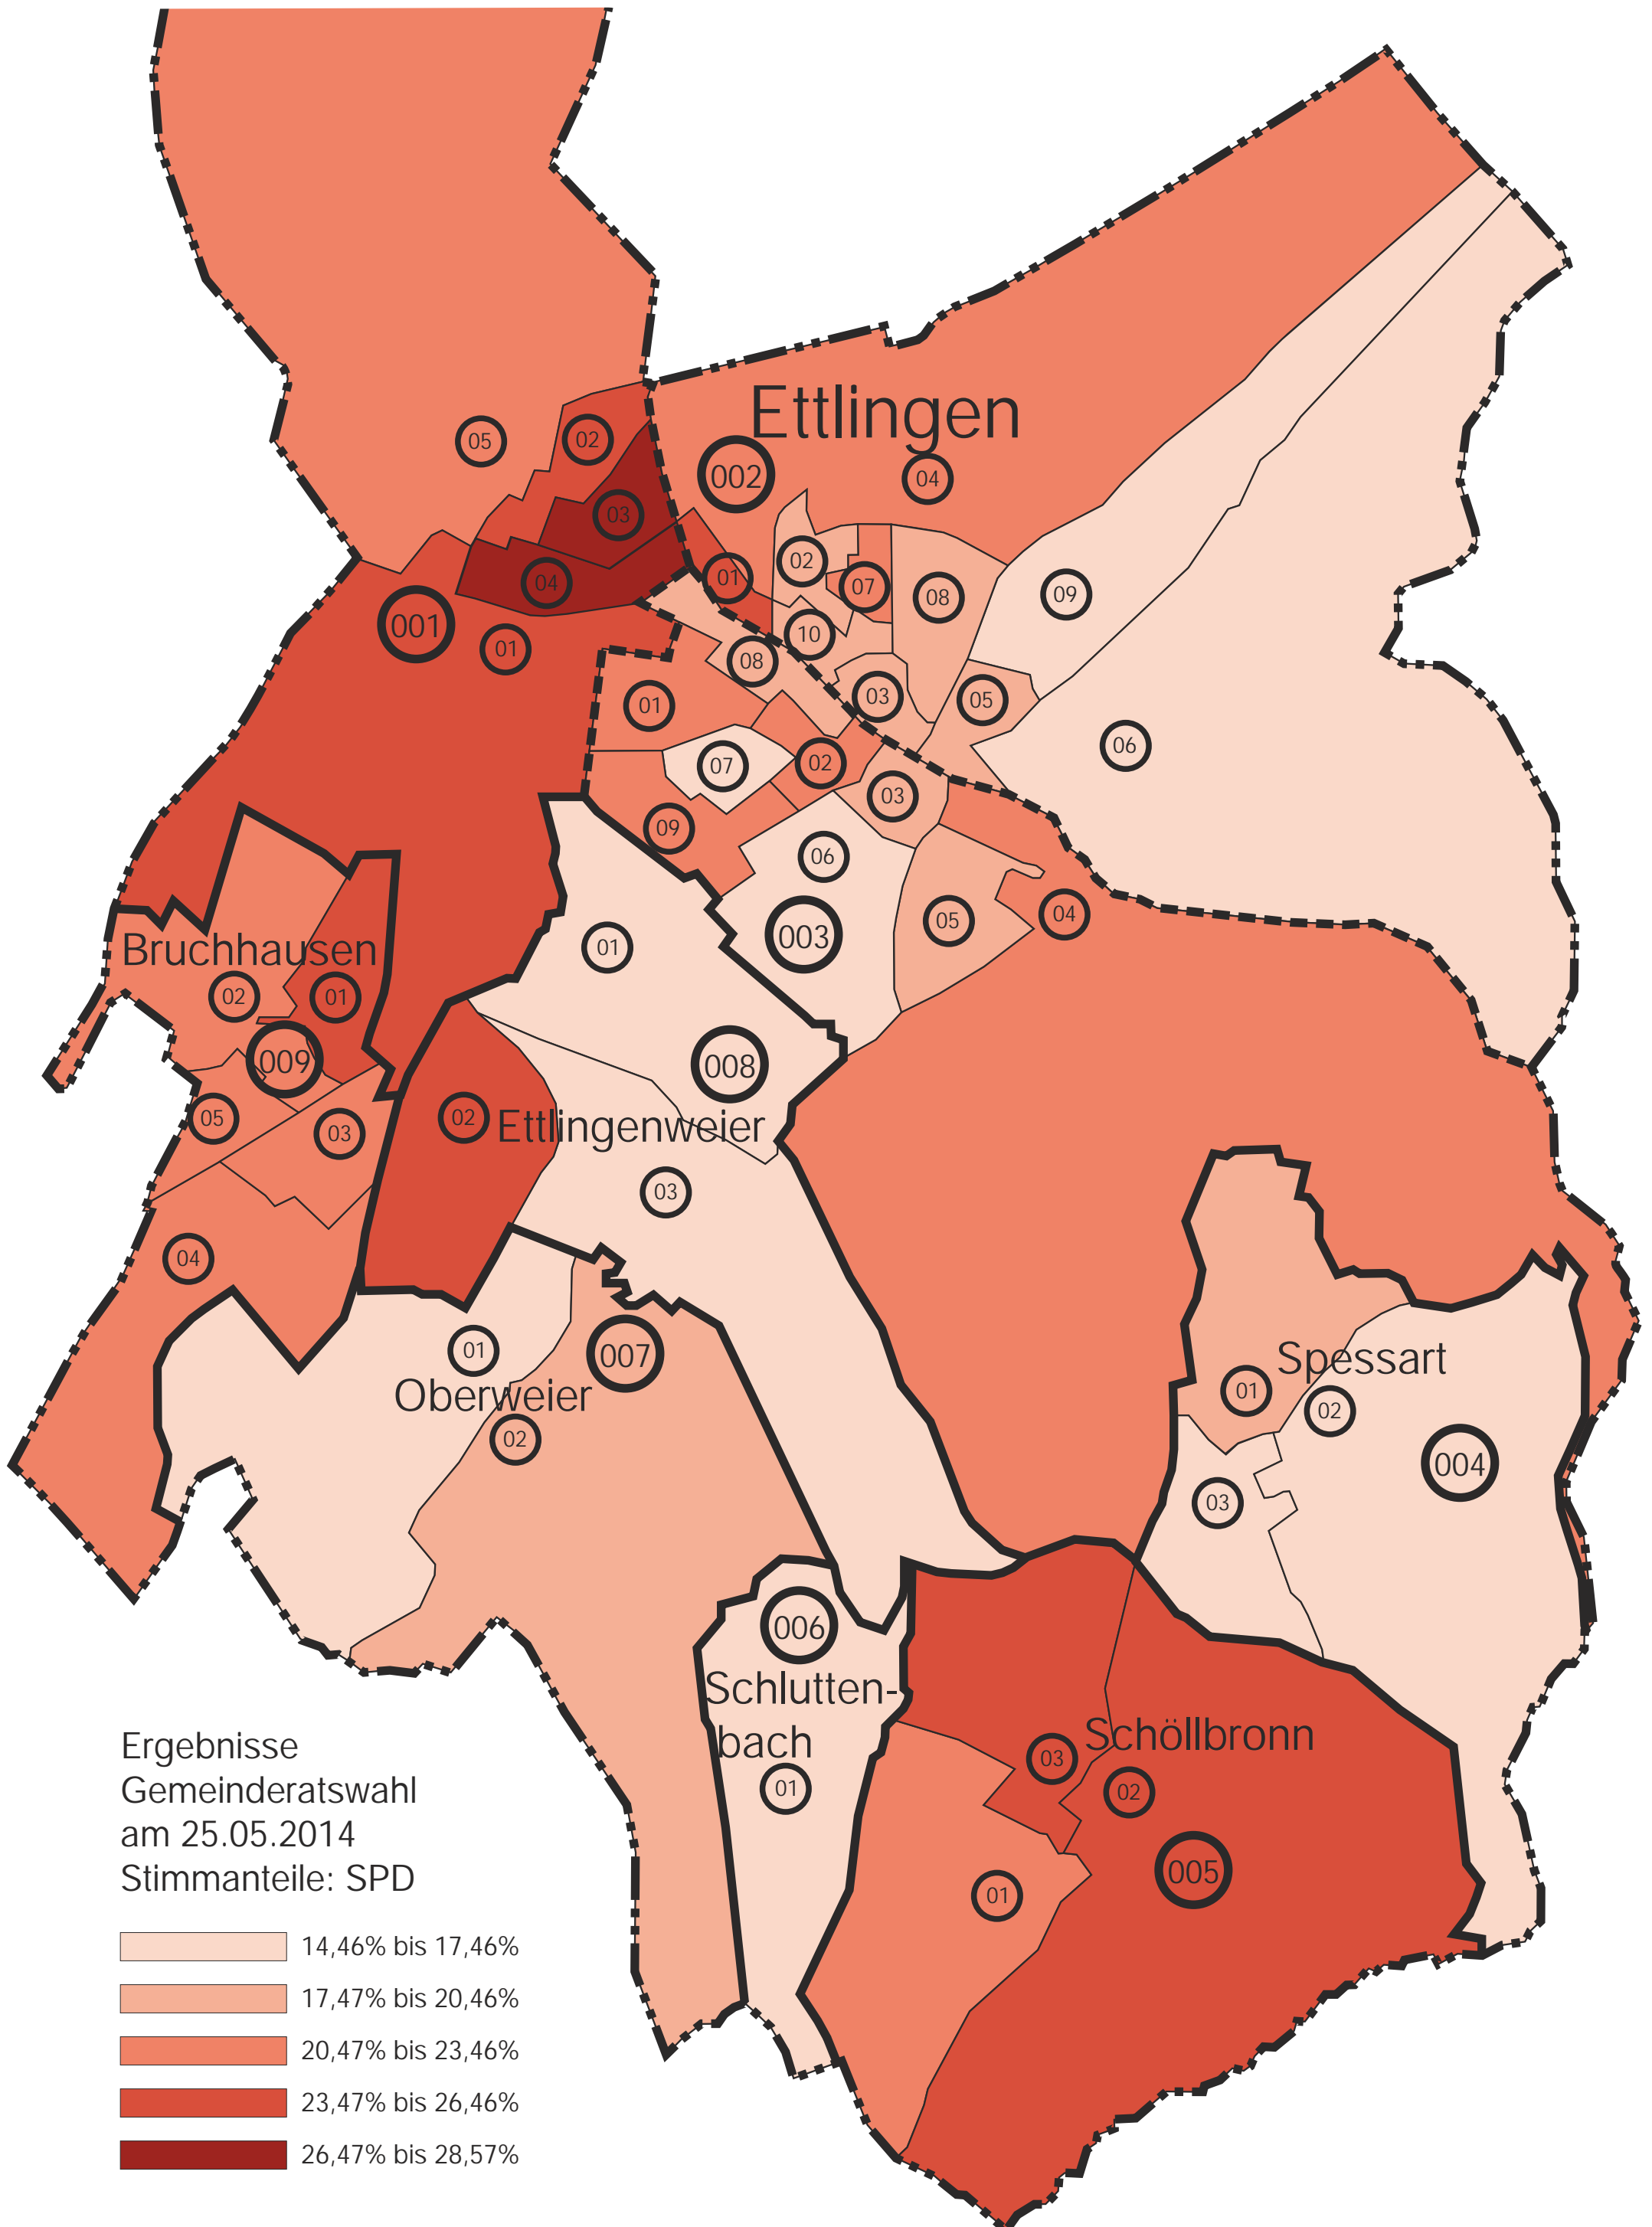 Ettlingen
05
02
002
04
03
02
04
01
07
08
09
001
10
01
08
03
05
01
06
07
02
03
09
06
05
04
003
01
Bruchhausen
02
01
009
008
02
Ettlingenweier
05
03
03
04
01
007
Spessart
Oberweier
01
02
02
004
03
006
Schlutten-
bach
01
Schöllbronn
03
02
005
01
Ergebnisse
Gemeinderatswahl
am 25.05.2014
Stimmanteile: SPD
14,46% bis 17,46%
17,47% bis 20,46%
20,47% bis 23,46%
23,47% bis 26,46%
26,47% bis 28,57%